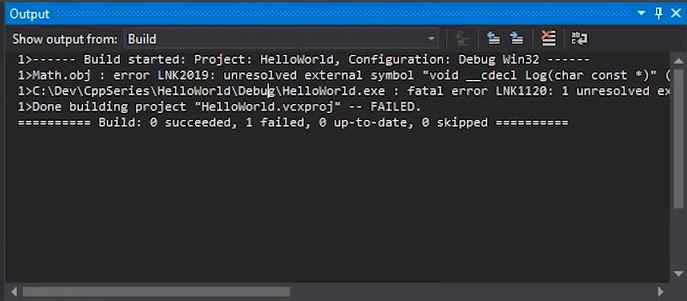 Output
Show output from: Build
1>------ Build started: Project: HelloWorld, Configuration: Debug Win32 ------
1>Math.obj : error LNK2019: unresolved external symbol "void __cdecl Log(char const *)" (
1>C:\Dev\CppSeries\HelloWorld\Debug\HelloWorld.exe : fatal error LNK1120: 1 unresolved ex
1>Done building project "HelloWorld.vcxproj" -- FAILED.
========== Build: 0 succeeded, 1 failed, 0 up-to-date, 0 skipped ==========